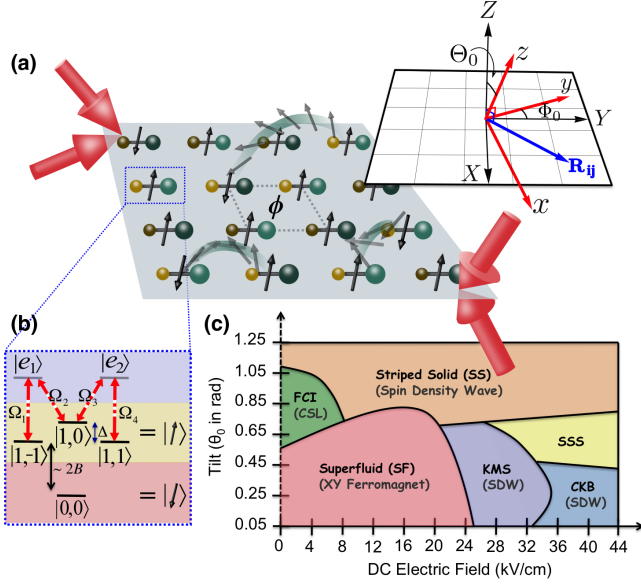 (a)
Z
Θ₀
z
y
Φ₀
Y
R_ij
X
x
ϕ
(b)
|e₁⟩
|e₂⟩
Ω₁
Ω₂
Ω₃
Ω₄
|1,0⟩
Δ
= |↑⟩
|1,-1⟩
|1,1⟩
~ 2B
|0,0⟩
= |↓⟩
(c)
Tilt (θ₀ in rad)
1.25
1.05
0.85
0.65
0.45
0.25
0.05
Striped Solid (SS)
(Spin Density Wave)
FCI
(CSL)
Superfluid (SF)
(XY Ferromagnet)
KMS
(SDW)
SSS
CKB
(SDW)
0 4 8 12 16 20 24 28 32 36 40 44
DC Electric Field (kV/cm)